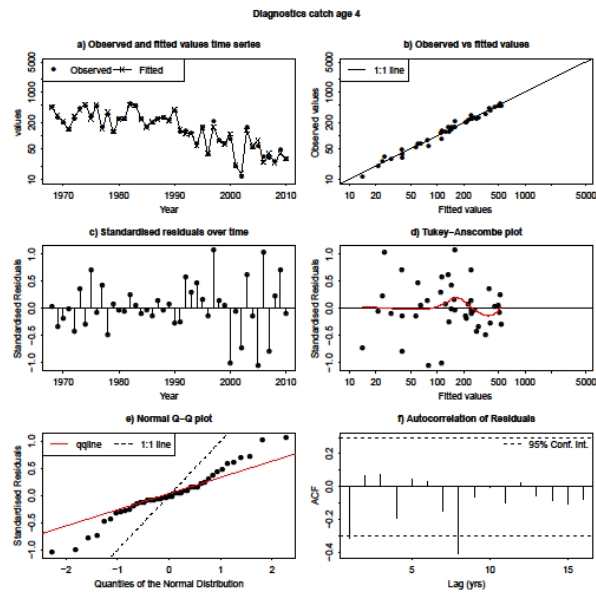 Diagnostics catch age 4
a) Observed and fitted values time series
values
5000
1000
200
50
10
Observed
Fitted
1970
1980
1990
2000
2010
Year
b) Observed vs fitted values
Observed values
5000
1000
200
50
10
1:1 line
10
20
50
100
200
500
1000
5000
Fitted values
c) Standardised residuals over time
Standardised Residuals
1.0
0.5
0.0
−0.5
−1.0
1970
1980
1990
2000
2010
Year
d) Tukey−Anscombe plot
Standardised Residuals
1.0
0.5
0.0
−0.5
−1.0
10
20
50
100
200
500
1000
5000
Fitted values
e) Normal Q−Q plot
Standardised Residuals
1.0
0.5
0.0
−0.5
−1.0
qqline
1:1 line
−2
−1
0
1
2
Quantiles of the Normal Distribution
f) Autocorrelation of Residuals
ACF
0.2
0.0
−0.2
−0.4
95% Conf. Int.
5
10
15
Lag (yrs)